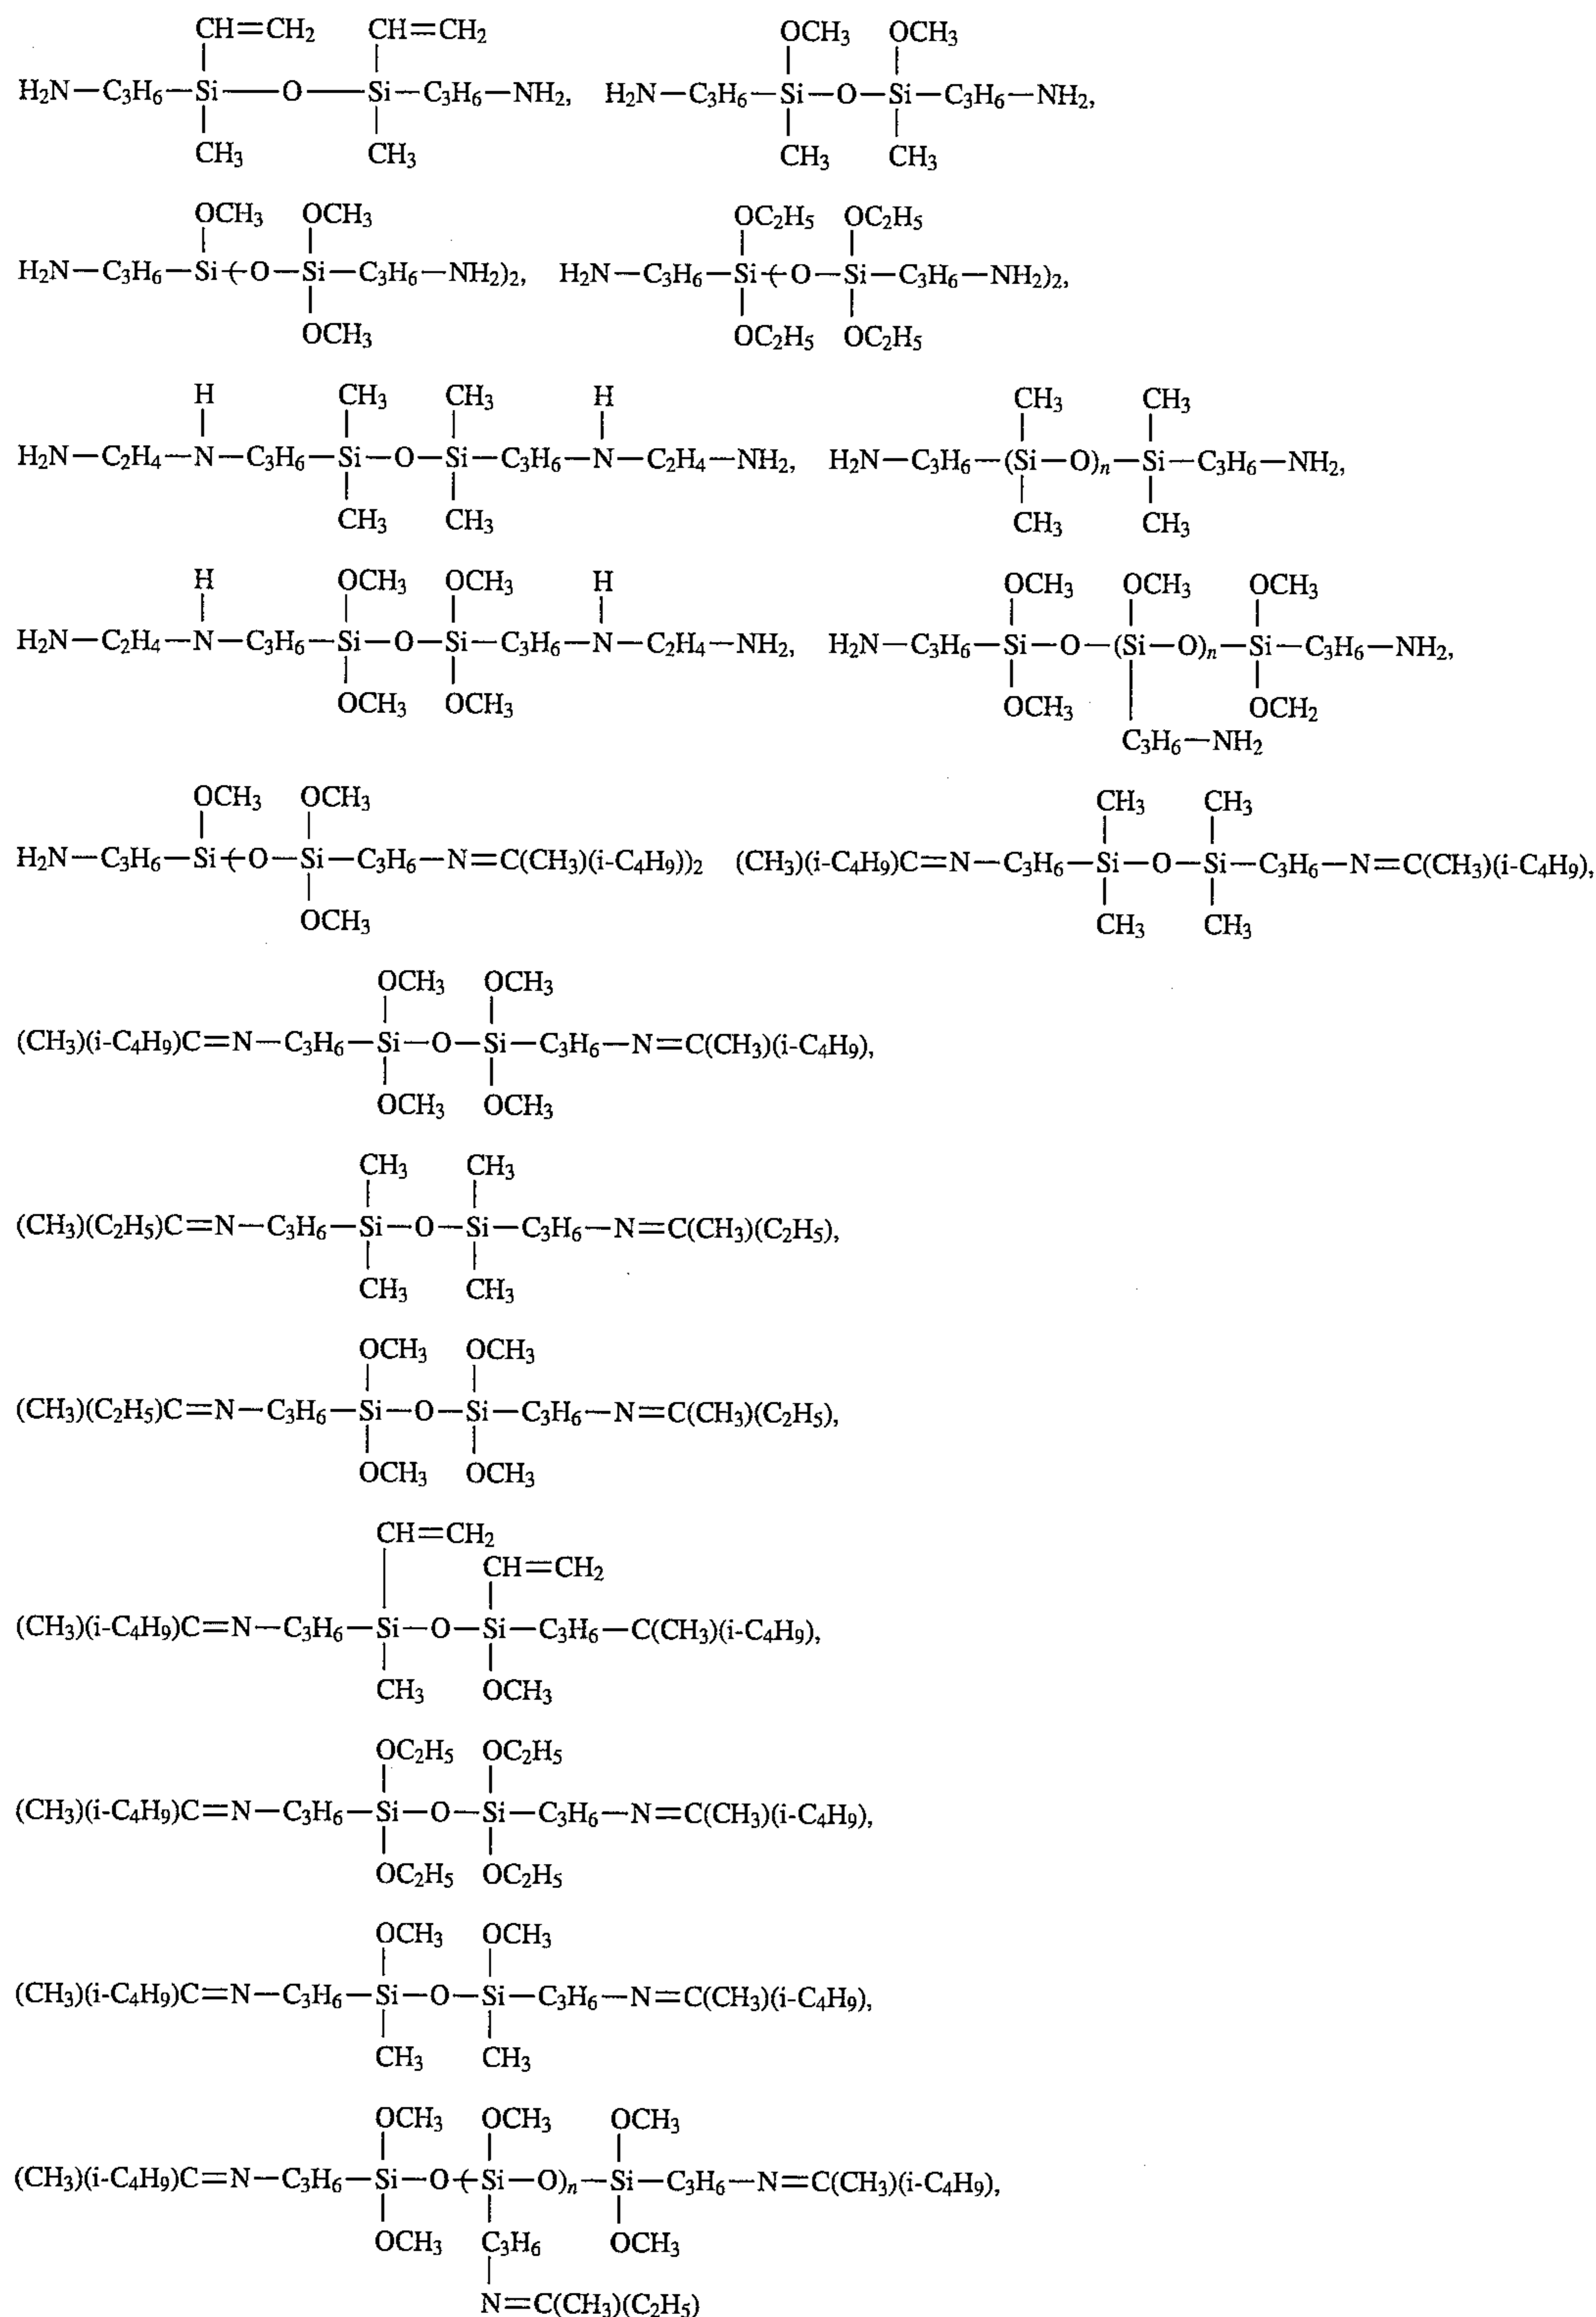 CH=CH₂ CH=CH₂ OCH₃ OCH₃
H₂N—C₃H₆—Si—O—Si—C₃H₆—NH₂, H₂N—C₃H₆—Si—O—Si—C₃H₆—NH₂,
CH₃ CH₃ CH₃ CH₃
OCH₃ OCH₃ OC₂H₅ OC₂H₅
H₂N—C₃H₆—Si(—O—Si—C₃H₆—NH₂)₂, H₂N—C₃H₆—Si(—O—Si—C₃H₆—NH₂)₂,
OCH₃ OC₂H₅ OC₂H₅
H CH₃ CH₃ H CH₃ CH₃
H₂N—C₂H₄—N—C₃H₆—Si—O—Si—C₃H₆—N—C₂H₄—NH₂, H₂N—C₃H₆—(Si—O)n—Si—C₃H₆—NH₂,
CH₃ CH₃ CH₃ CH₃
H OCH₃ OCH₃ H OCH₃ OCH₃ OCH₃
H₂N—C₂H₄—N—C₃H₆—Si—O—Si—C₃H₆—N—C₂H₄—NH₂, H₂N—C₃H₆—Si—O—(Si—O)n—Si—C₃H₆—NH₂,
OCH₃ OCH₃ OCH₃ OCH₂
C₃H₆—NH₂
OCH₃ OCH₃ CH₃ CH₃
H₂N—C₃H₆—Si(—O—Si—C₃H₆—N=C(CH₃)(i-C₄H₉))₂ (CH₃)(i-C₄H₉)C=N—C₃H₆—Si—O—Si—C₃H₆—N=C(CH₃)(i-C₄H₉),
OCH₃ CH₃ CH₃
OCH₃ OCH₃
(CH₃)(i-C₄H₉)C=N—C₃H₆—Si—O—Si—C₃H₆—N=C(CH₃)(i-C₄H₉),
OCH₃ OCH₃
CH₃ CH₃
(CH₃)(C₂H₅)C=N—C₃H₆—Si—O—Si—C₃H₆—N=C(CH₃)(C₂H₅),
CH₃ CH₃
OCH₃ OCH₃
(CH₃)(C₂H₅)C=N—C₃H₆—Si—O—Si—C₃H₆—N=C(CH₃)(C₂H₅),
OCH₃ OCH₃
CH=CH₂
CH=CH₂
(CH₃)(i-C₄H₉)C=N—C₃H₆—Si—O—Si—C₃H₆—C(CH₃)(i-C₄H₉),
CH₃ OCH₃
OC₂H₅ OC₂H₅
(CH₃)(i-C₄H₉)C=N—C₃H₆—Si—O—Si—C₃H₆—N=C(CH₃)(i-C₄H₉),
OC₂H₅ OC₂H₅
OCH₃ OCH₃
(CH₃)(i-C₄H₉)C=N—C₃H₆—Si—O—Si—C₃H₆—N=C(CH₃)(i-C₄H₉),
CH₃ CH₃
OCH₃ OCH₃ OCH₃
(CH₃)(i-C₄H₉)C=N—C₃H₆—Si—O(—Si—O)n—Si—C₃H₆—N=C(CH₃)(i-C₄H₉),
OCH₃ C₃H₆ OCH₃
N=C(CH₃)(C₂H₅)